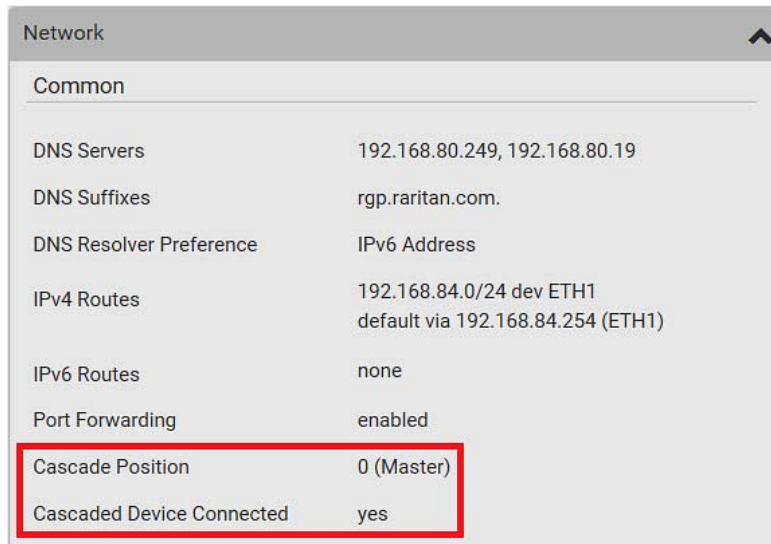 Network
Common
DNS Servers 192.168.80.249, 192.168.80.19
DNS Suffixes rgp.raritan.com.
DNS Resolver Preference IPv6 Address
IPv4 Routes 192.168.84.0/24 dev ETH1
default via 192.168.84.254 (ETH1)
IPv6 Routes none
Port Forwarding enabled
Cascade Position 0 (Master)
Cascaded Device Connected yes